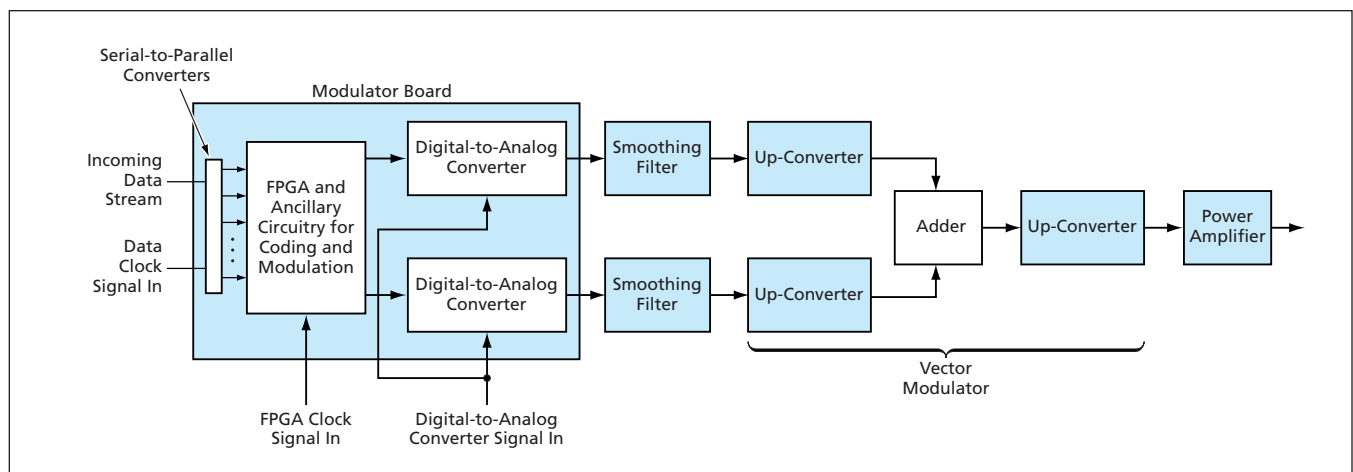 Serial-to-Parallel
Converters
Modulator Board
Incoming
Data
Stream
Data
Clock
Signal In
FPGA and
Ancillary
Circuitry for
Coding and
Modulation
Digital-to-Analog
Converter
Digital-to-Analog
Converter
Smoothing
Filter
Smoothing
Filter
Up-Converter
Up-Converter
Adder
Up-Converter
Power
Amplifier
Vector
Modulator
FPGA Clock
Signal In
Digital-to-Analog
Converter Signal In